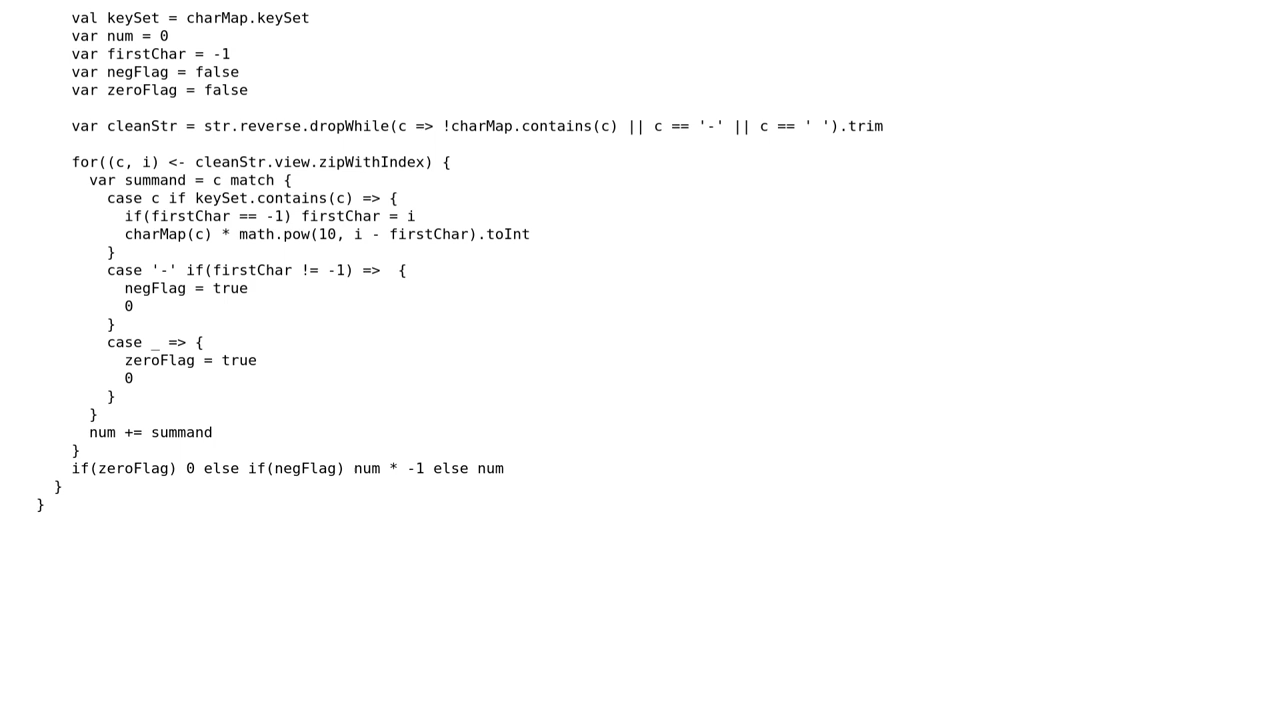 val keySet = charMap.keySet
var num = 0
var firstChar = -1
var negFlag = false
var zeroFlag = false
var cleanStr = str.reverse.dropWhile(c => !charMap.contains(c) || c == '-' || c == ' ').trim
for((c, i) <- cleanStr.view.zipWithIndex) {
var summand = c match {
case c if keySet.contains(c) => {
if(firstChar == -1) firstChar = i
charMap(c) * math.pow(10, i - firstChar).toInt
}
case '-' if(firstChar != -1) =>  {
negFlag = true
0
}
case _ => {
zeroFlag = true
0
}
}
num += summand
}
if(zeroFlag) 0 else if(negFlag) num * -1 else num
}
}